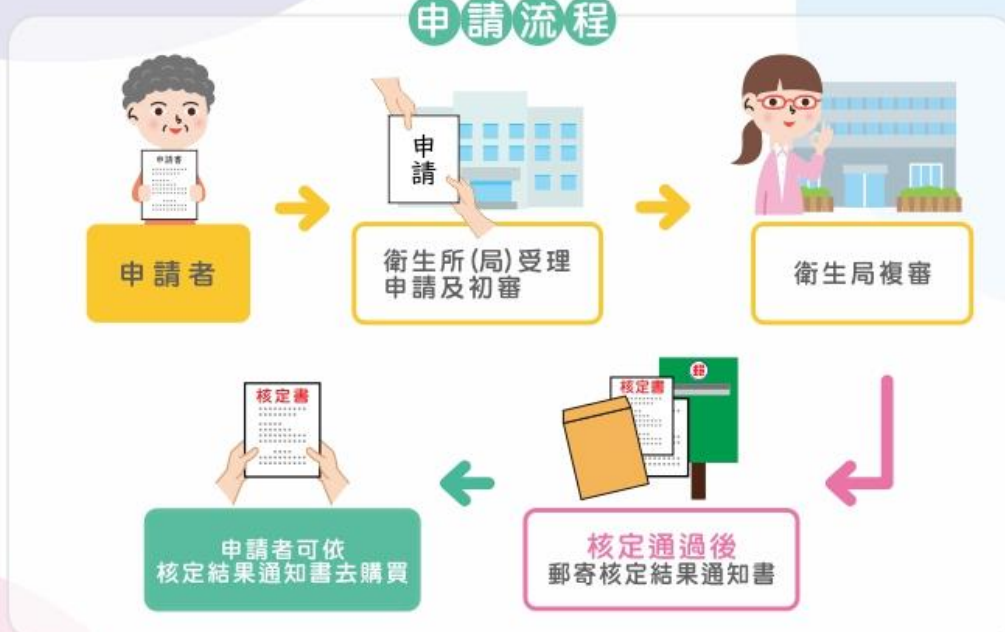 申請流程
申請書
申
請
申請者
衛生所(局)受理
申請及初審
衛生局複審
核定書
核定書
郵
申請者可依
核定結果通知書去購買
核定通過後
郵寄核定結果通知書